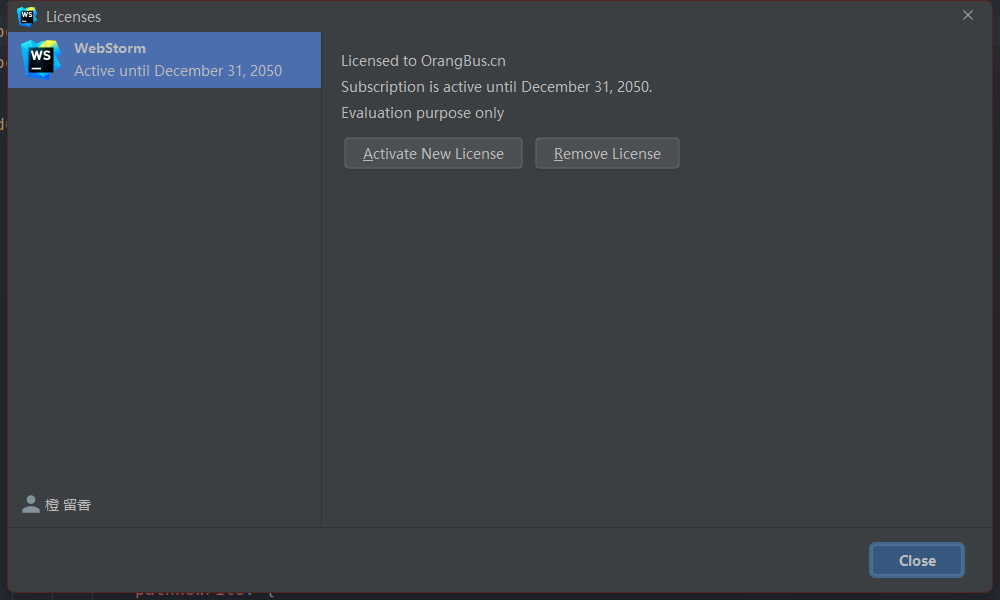 WS Licenses
WS
WebStorm
Active until December 31, 2050
Licensed to OrangBus.cn
Subscription is active until December 31, 2050.
Evaluation purpose only
Activate New License
Remove License
橙 留香
Close